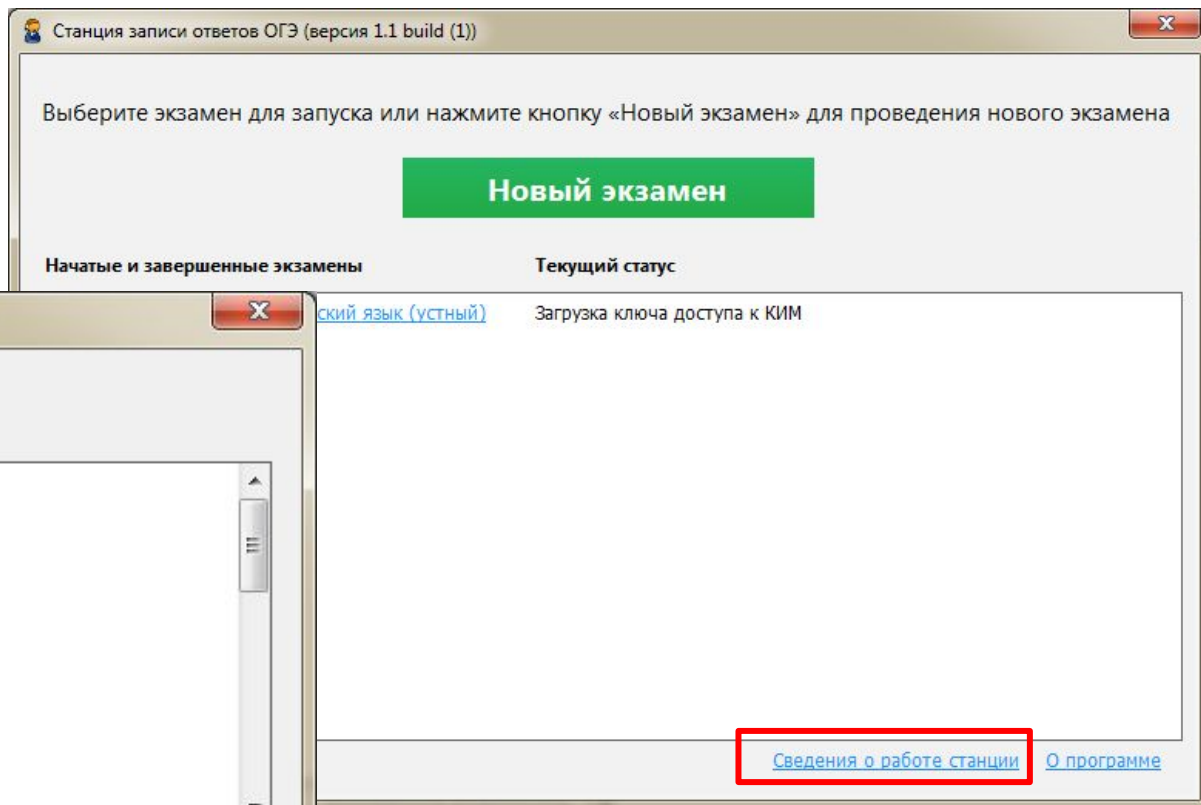 Станция записи ответов ОГЭ (версия 1.1 build (1))
Выберите экзамен для запуска или нажмите кнопку «Новый экзамен» для проведения нового экзамена
Новый экзамен
Начатые и завершенные экзамены Текущий статус
язык (устный) Загрузка ключа доступа к КИМ
Сведения о работе станции О программе